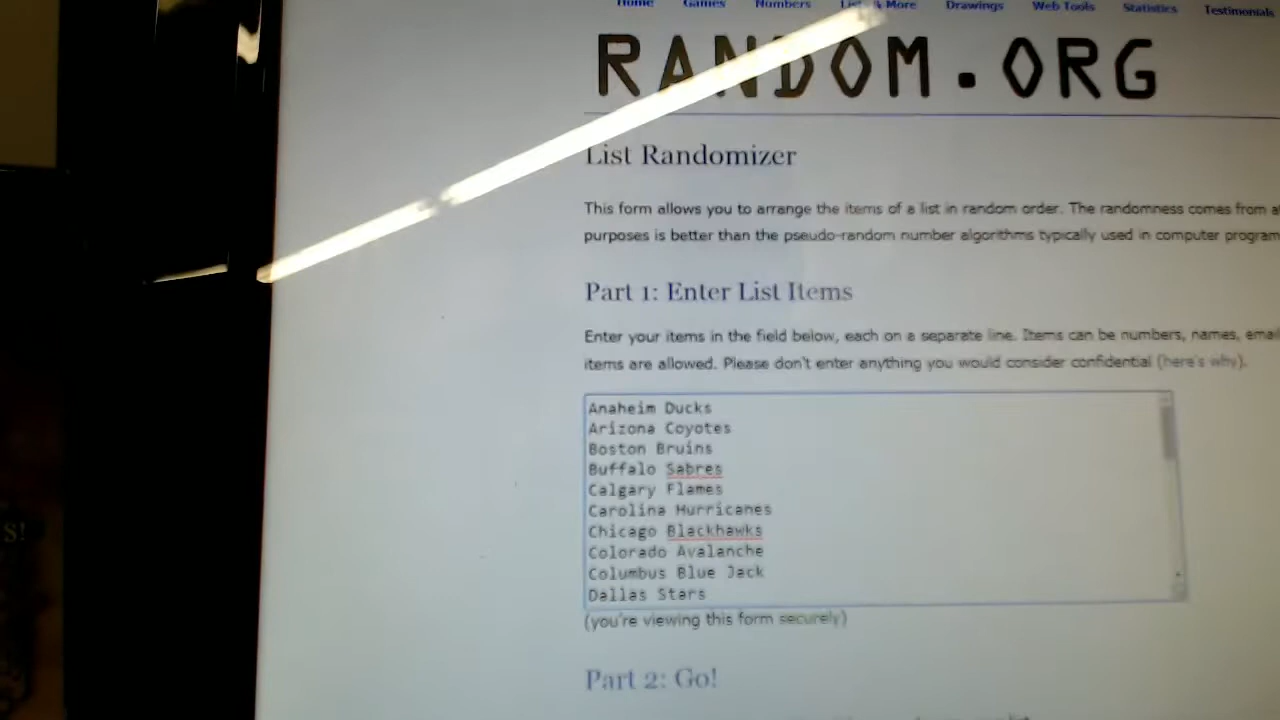 Home Games Numbers & More Drawings Web Tools Statistics Testimonials
RANDOM.ORG
List Randomizer
This form allows you to arrange the items of a list in random order. The randomness comes from
purposes is better than the pseudo-random number algorithms typically used in computer program
Part 1: Enter List Items
Enter your items in the field below, each on a separate line. Items can be numbers, names, emai
items are allowed. Please don't enter anything you would consider confidential (here's why).
Anaheim Ducks
Arizona Coyotes
Boston Bruins
Buffalo Sabres
Calgary Flames
Carolina Hurricanes
Chicago Blackhawks
Colorado Avalanche
Columbus Blue Jack
Dallas Stars
(you're viewing this form securely)
Part 2: Go!
S!